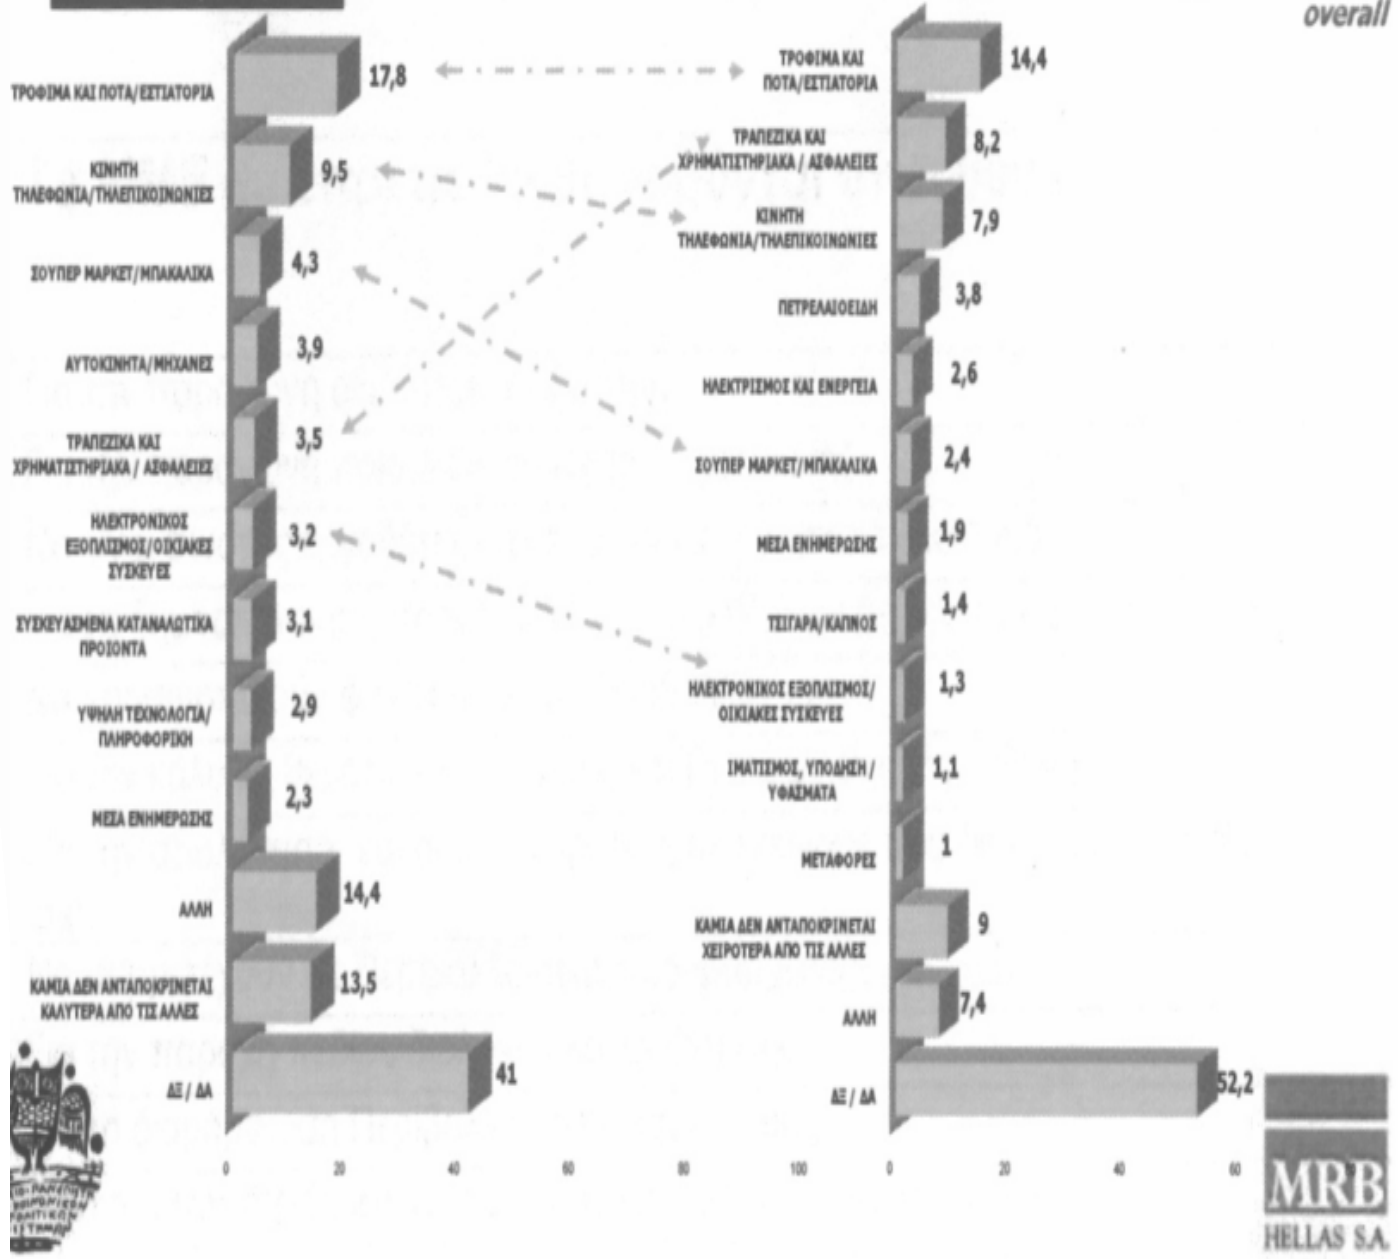 overall
ΤΡΟΦΙΜΑ ΚΑΙ ΠΟΤΑ/ΕΣΤΙΑΤΟΡΙΑ
17,8
ΚΙΝΗΤΗ
ΤΗΛΕΦΩΝΙΑ/ΤΗΛΕΠΙΚΟΙΝΩΝΙΕΣ
9,5
ΣΟΥΠΕΡ ΜΑΡΚΕΤ/ΜΠΑΚΑΛΙΚΑ
4,3
ΑΥΤΟΚΙΝΗΤΑ/ΜΗΧΑΝΕΣ
3,9
ΤΡΑΠΕΖΙΚΑ ΚΑΙ
ΧΡΗΜΑΤΙΣΤΗΡΙΑΚΑ / ΑΣΦΑΛΕΙΕΣ
3,5
ΗΛΕΚΤΡΟΝΙΚΟΣ
ΕΞΟΠΛΙΣΜΟΣ/ΟΙΚΙΑΚΕΣ
ΣΥΣΚΕΥΕΣ
3,2
ΣΥΣΚΕΥΑΣΜΕΝΑ ΚΑΤΑΝΑΛΩΤΙΚΑ
ΠΡΟΙΟΝΤΑ
3,1
ΥΨΗΛΗ ΤΕΧΝΟΛΟΓΙΑ/
ΠΛΗΡΟΦΟΡΙΚΗ
2,9
ΜΕΣΑ ΕΝΗΜΕΡΩΣΗΣ
2,3
ΑΛΛΗ
14,4
ΚΑΜΙΑ ΔΕΝ ΑΝΤΑΠΟΚΡΙΝΕΤΑΙ
ΚΑΛΥΤΕΡΑ ΑΠΟ ΤΙΣ ΑΛΛΕΣ
13,5
ΔΞ / ΔΑ
41
0 20 40 60 80 100
ΤΡΟΦΙΜΑ ΚΑΙ
ΠΟΤΑ/ΕΣΤΙΑΤΟΡΙΑ
14,4
ΤΡΑΠΕΖΙΚΑ ΚΑΙ
ΧΡΗΜΑΤΙΣΤΗΡΙΑΚΑ / ΑΣΦΑΛΕΙΕΣ
8,2
ΚΙΝΗΤΗ
ΤΗΛΕΦΩΝΙΑ/ΤΗΛΕΠΙΚΟΙΝΩΝΙΕΣ
7,9
ΠΕΤΡΕΛΑΙΟΕΙΔΗ
3,8
ΗΛΕΚΤΡΙΣΜΟΣ ΚΑΙ ΕΝΕΡΓΕΙΑ
2,6
ΣΟΥΠΕΡ ΜΑΡΚΕΤ/ΜΠΑΚΑΛΙΚΑ
2,4
ΜΕΣΑ ΕΝΗΜΕΡΩΣΗΣ
1,9
ΤΣΙΓΑΡΑ/ΚΑΠΝΟΣ
1,4
ΗΛΕΚΤΡΟΝΙΚΟΣ ΕΞΟΠΛΙΣΜΟΣ/
ΟΙΚΙΑΚΕΣ ΣΥΣΚΕΥΕΣ
1,3
ΙΜΑΤΙΣΜΟΣ, ΥΠΟΔΗΣΗ /
ΥΦΑΣΜΑΤΑ
1,1
ΜΕΤΑΦΟΡΕΣ
1
ΚΑΜΙΑ ΔΕΝ ΑΝΤΑΠΟΚΡΙΝΕΤΑΙ
ΧΕΙΡΟΤΕΡΑ ΑΠΟ ΤΙΣ ΑΛΛΕΣ
9
ΑΛΛΗ
7,4
ΔΞ / ΔΑ
52,2
0 20 40 60
MRB
HELLAS S.A.